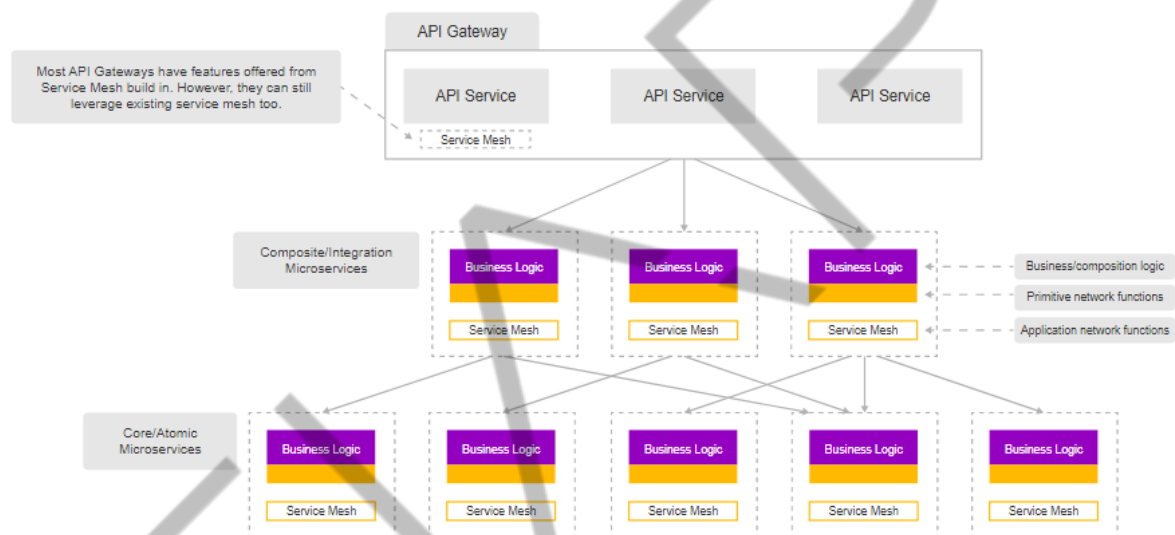 API Gateway
Most API Gateways have features offered from
Service Mesh build in. However, they can still
leverage existing service mesh too.
API Service
API Service
API Service
Service Mesh
Composite/Integration
Microservices
Business Logic
Business Logic
Business Logic
Business/composition logic
Primitive network functions
Service Mesh
Service Mesh
Service Mesh
Application network functions
Core/Atomic
Microservices
Business Logic
Business Logic
Business Logic
Business Logic
Business Logic
Service Mesh
Service Mesh
Service Mesh
Service Mesh
Service Mesh